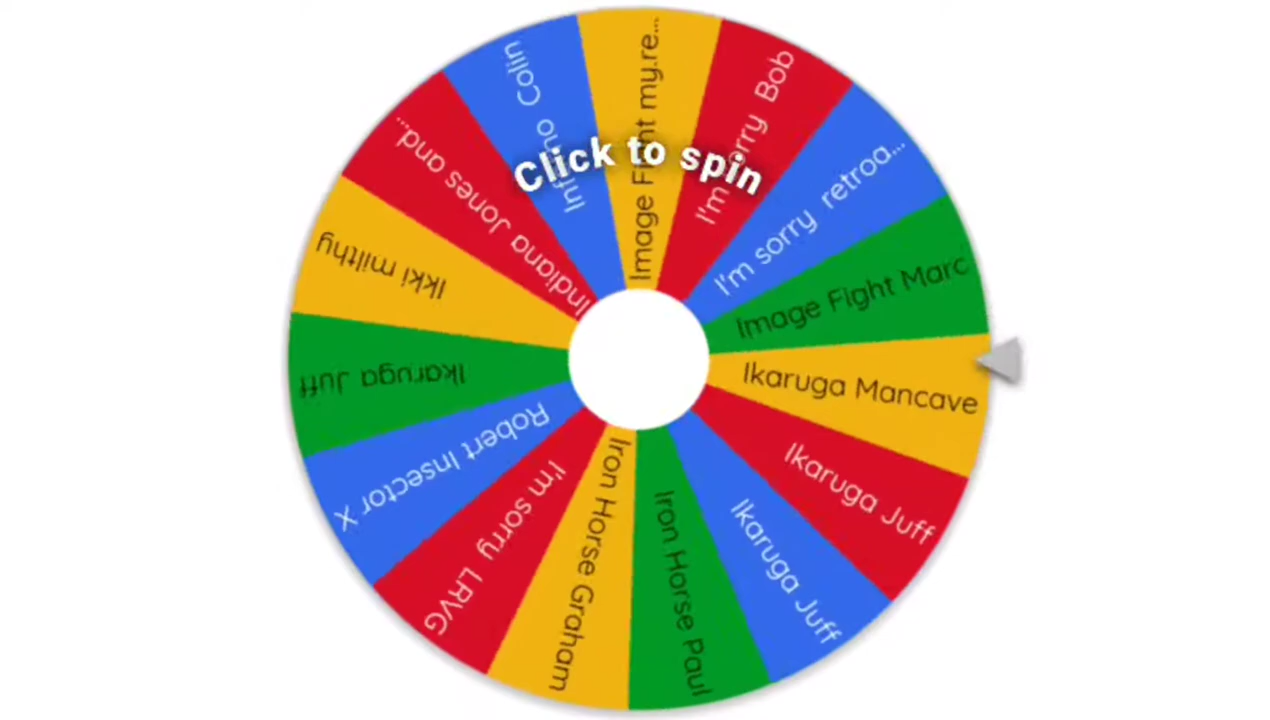 Click to spin
Image Fight my.re...
I'm sorry Bob
I'm sorry retroa...
Image Fight Marc
Ikaruga Mancave
Ikaruga Juff
Ikaruga Juff
Iron Horse Paul
Iron Horse Graham
I'm sorry LRVG
Robert Insector X
Ikaruga Juff
Ikki milthy
Indiana Jones and...
Colin